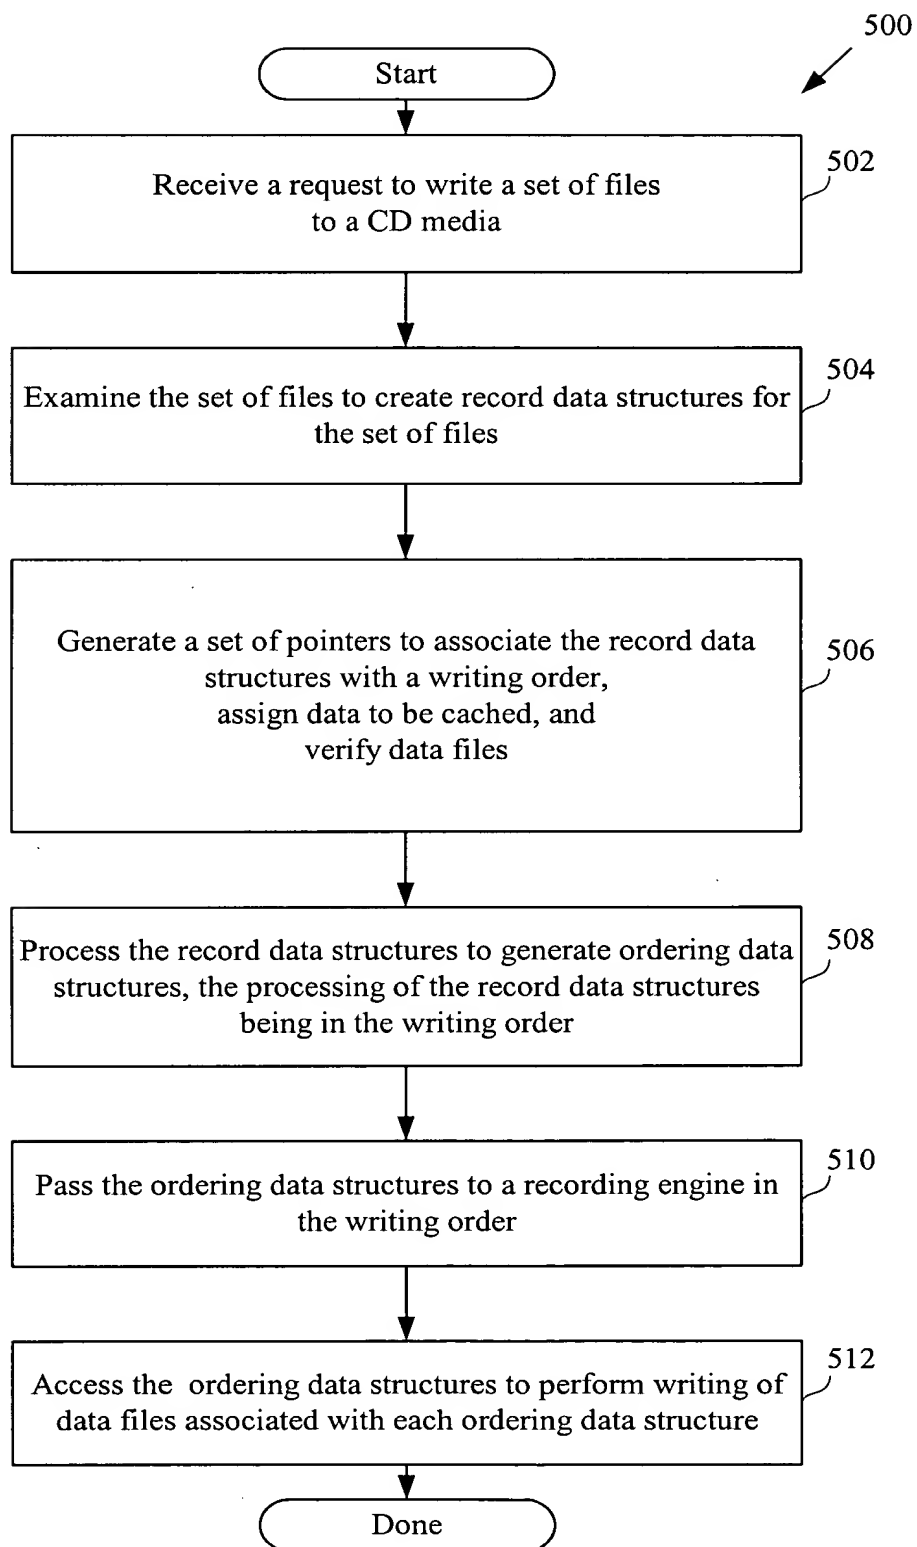 500
Start
502
Receive a request to write a set of files
to a CD media
504
Examine the set of files to create record data structures for
the set of files
506
Generate a set of pointers to associate the record data
structures with a writing order,
assign data to be cached, and
verify data files
508
Process the record data structures to generate ordering data
structures, the processing of the record data structures
being in the writing order
510
Pass the ordering data structures to a recording engine in
the writing order
512
Access the ordering data structures to perform writing of
data files associated with each ordering data structure
Done